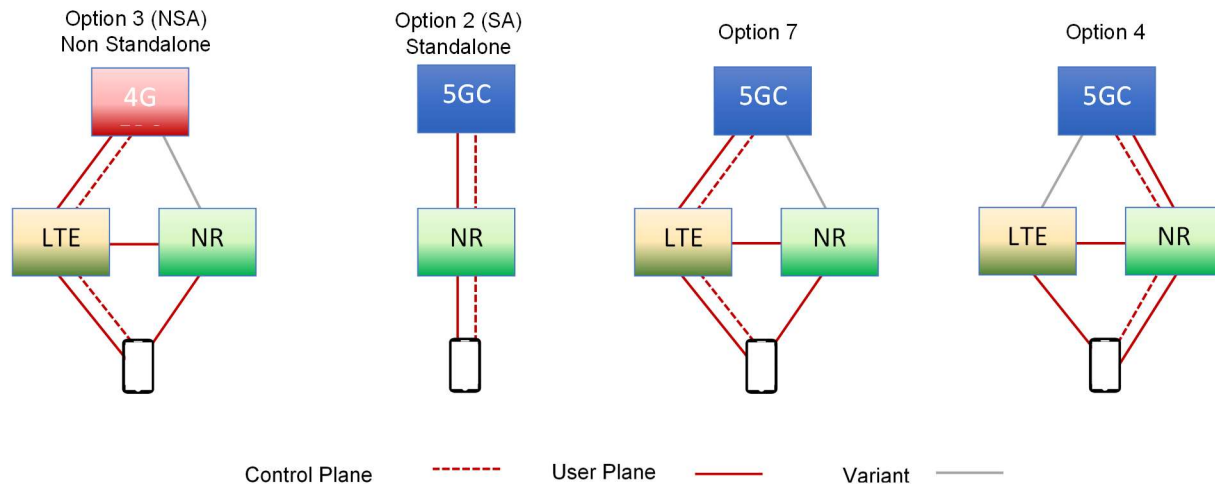 Option 3 (NSA)
Non Standalone
Option 2 (SA)
Standalone
Option 7
Option 4
4G
5GC
5GC
5GC
LTE
NR
NR
LTE
NR
LTE
NR
Control Plane
User Plane
Variant